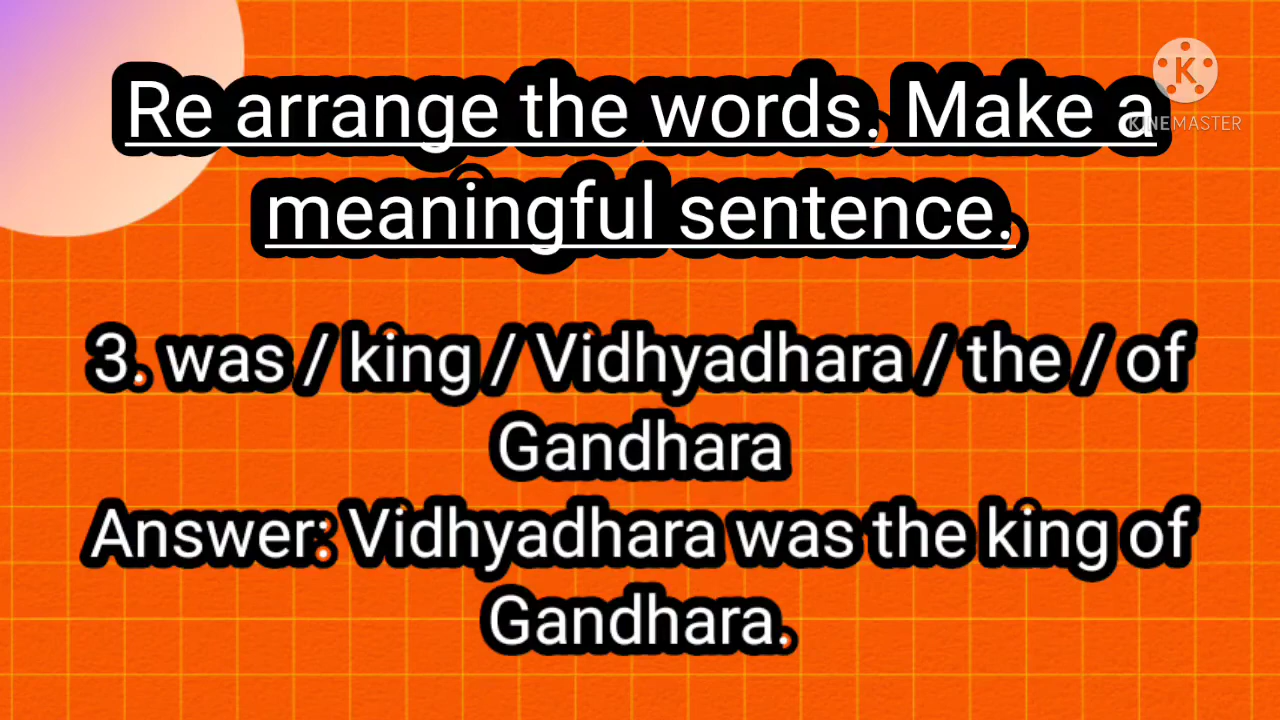 Re arrange the words. Make a
meaningful sentence.
K
KINEMASTER
3. was / king / Vidhyadhara / the / of
Gandhara
Answer: Vidhyadhara was the king of
Gandhara.